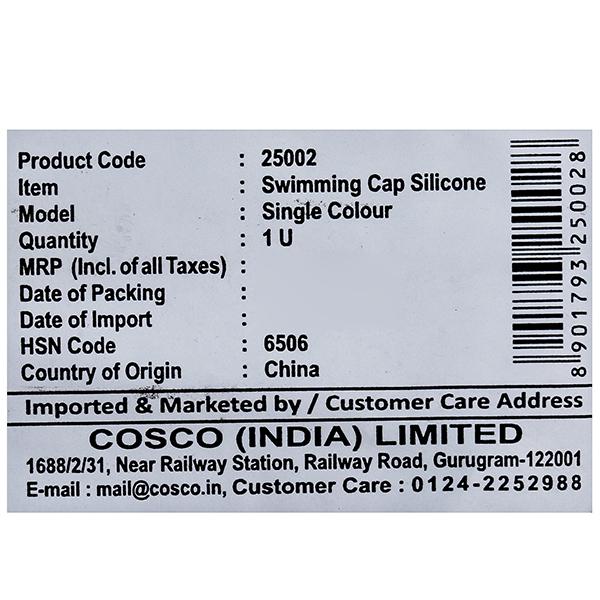 Product Code : 25002
Item : Swimming Cap Silicone
Model : Single Colour
Quantity : 1 U
MRP (Incl. of all Taxes) :
Date of Packing :
Date of Import :
HSN Code : 6506
Country of Origin : China
Imported & Marketed by / Customer Care Address
COSCO (INDIA) LIMITED
1688/2/31, Near Railway Station, Railway Road, Gurugram-122001
E-mail : mail@cosco.in, Customer Care : 0124-2252988
8 901793 250028